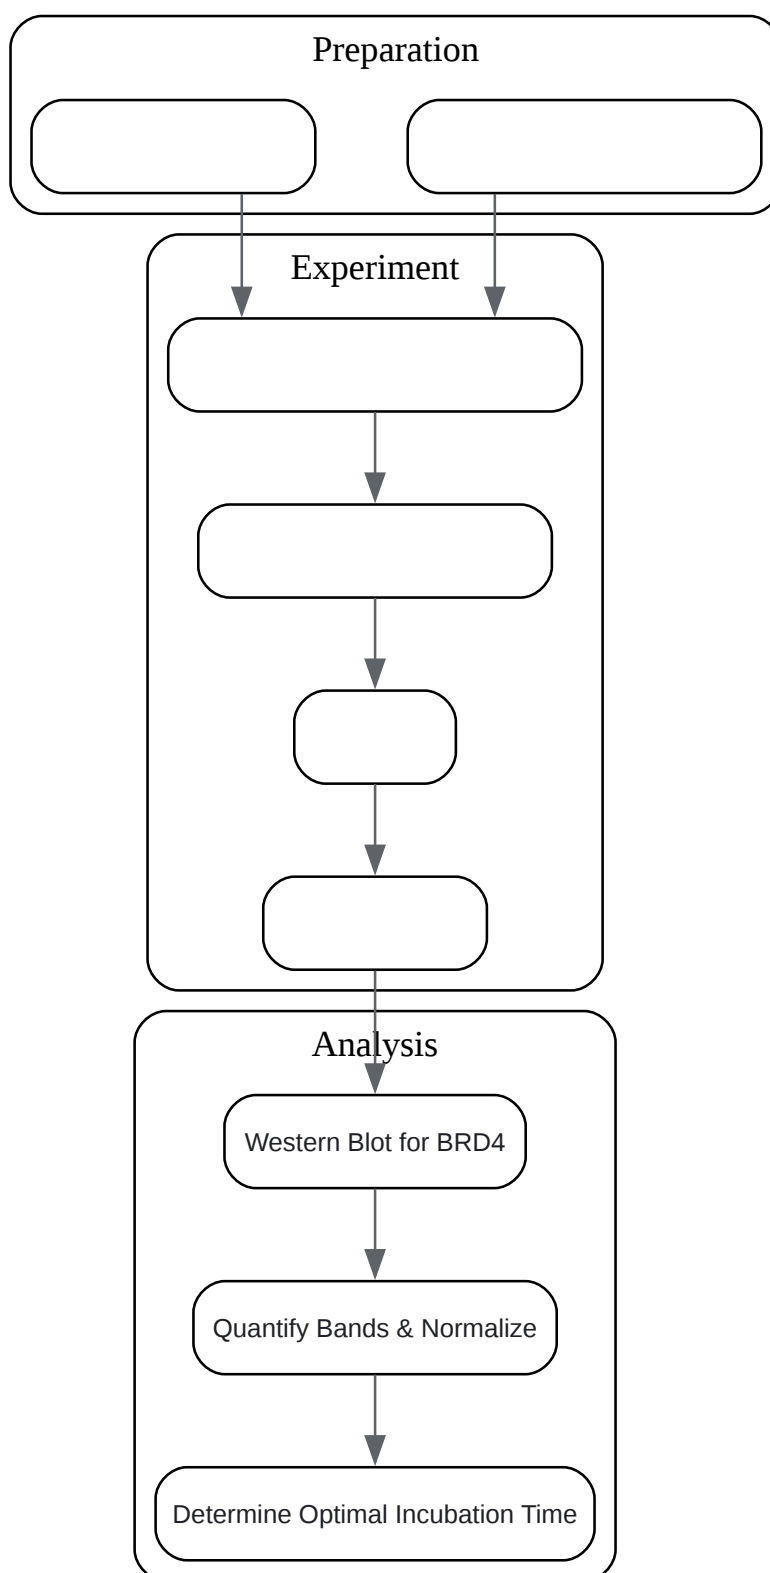 Preparation
Experiment
Analysis
Western Blot for BRD4
Quantify Bands & Normalize
Determine Optimal Incubation Time